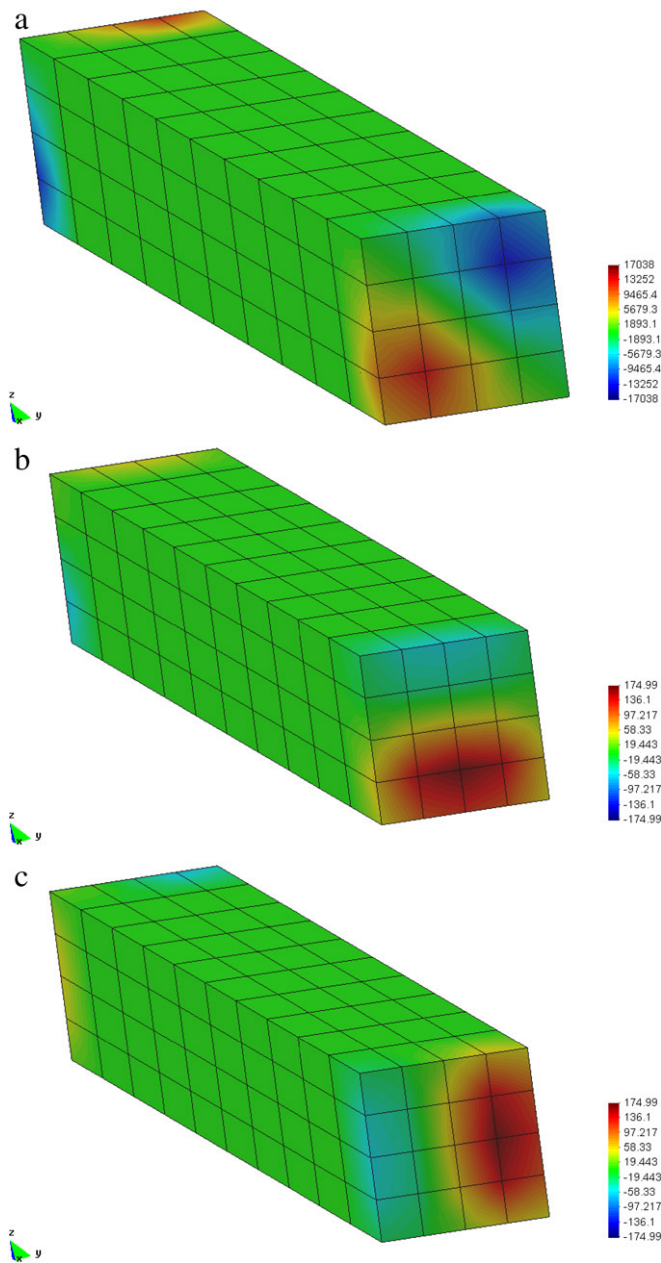 a
17038
13252
9465.4
5679.3
1893.1
-1893.1
-5679.3
-9465.4
-13252
-17038
z
x
y
b
174.99
136.1
97.217
58.33
19.443
-19.443
-58.33
-97.217
-136.1
-174.99
z
x
y
c
174.99
136.1
97.217
58.33
19.443
-19.443
-58.33
-97.217
-136.1
-174.99
z
x
y